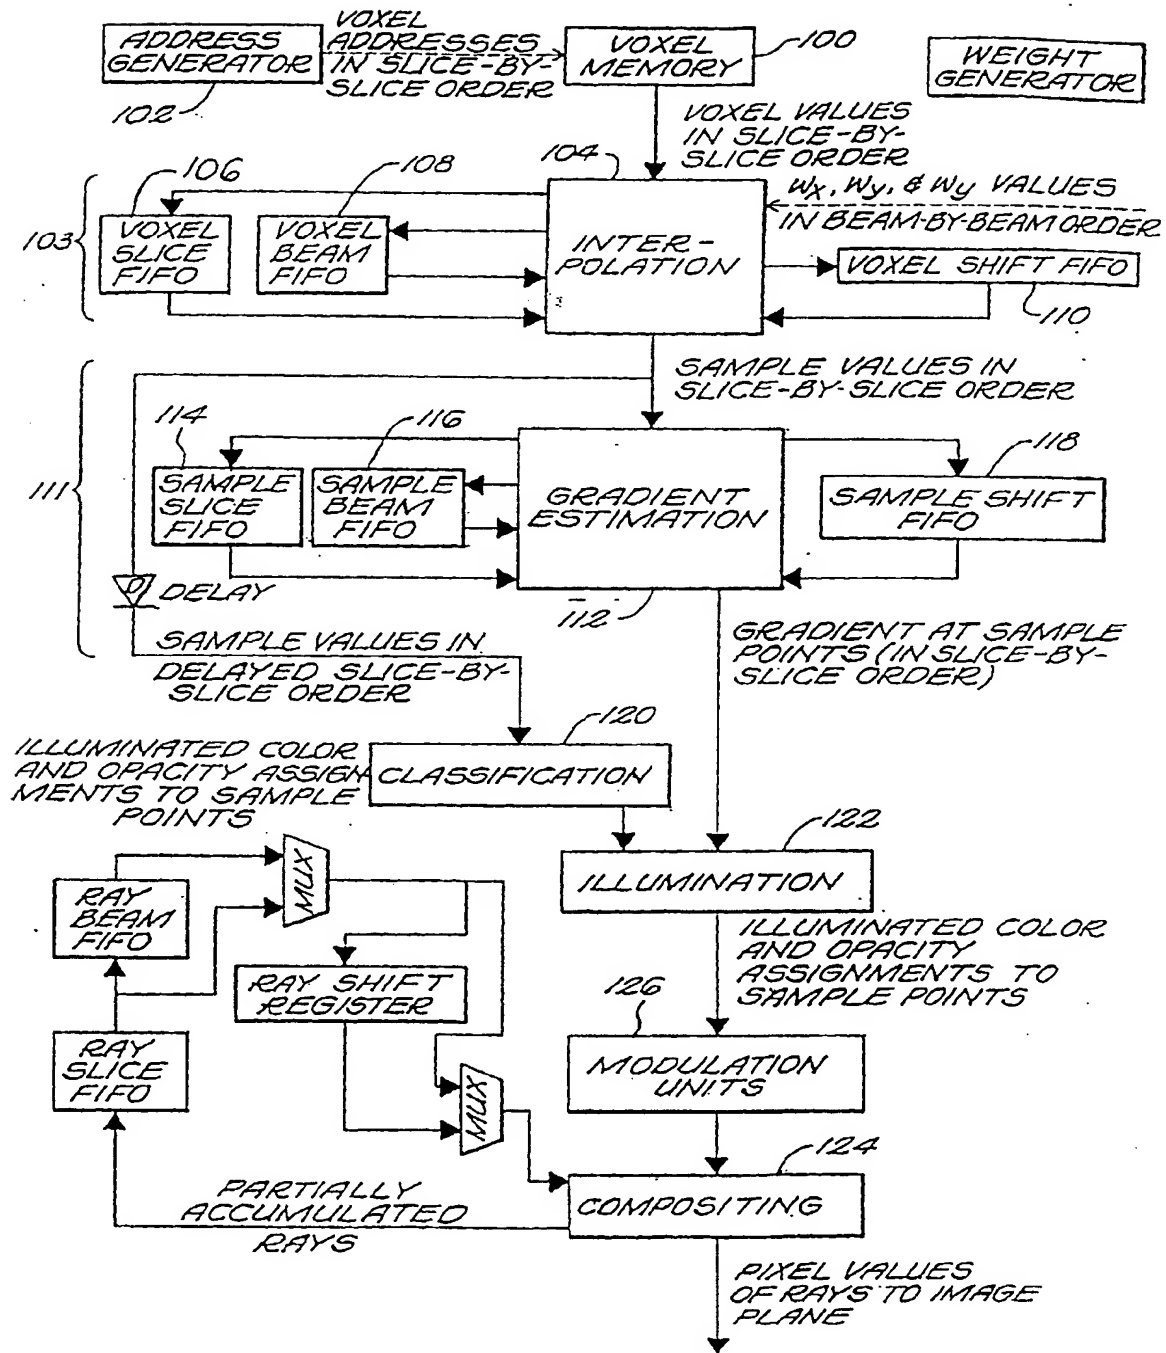 ADDRESS
GENERATOR
102
VOXEL
ADDRESSES
IN SLICE-BY-
SLICE ORDER
VOXEL
MEMORY
100
WEIGHT
GENERATOR
VOXEL VALUES
IN SLICE-BY-
SLICE ORDER
103
106
VOXEL
SLICE
FIFO
108
VOXEL
BEAM
FIFO
104
INTER-
POLATION
Wx, Wy, & Wy VALUES
IN BEAM-BY-BEAM ORDER
VOXEL SHIFT FIFO
110
SAMPLE VALUES IN
SLICE-BY-SLICE ORDER
111
114
SAMPLE
SLICE
FIFO
116
SAMPLE
BEAM
FIFO
GRADIENT
ESTIMATION
112
118
SAMPLE SHIFT
FIFO
D
DELAY
SAMPLE VALUES IN
DELAYED SLICE-BY-
SLICE ORDER
GRADIENT AT SAMPLE
POINTS (IN SLICE-BY-
SLICE ORDER)
120
CLASSIFICATION
ILLUMINATED COLOR
AND OPACITY ASSIGN
MENTS TO SAMPLE
POINTS
122
ILLUMINATION
MUX
RAY
BEAM
FIFO
RAY SHIFT
REGISTER
ILLUMINATED COLOR
AND OPACITY
ASSIGNMENTS TO
SAMPLE POINTS
126
MODULATION
UNITS
RAY
SLICE
FIFO
MUX
124
COMPOSITING
PARTIALLY
ACCUMULATED
RAYS
PIXEL VALUES
OF RAYS TO IMAGE
PLANE